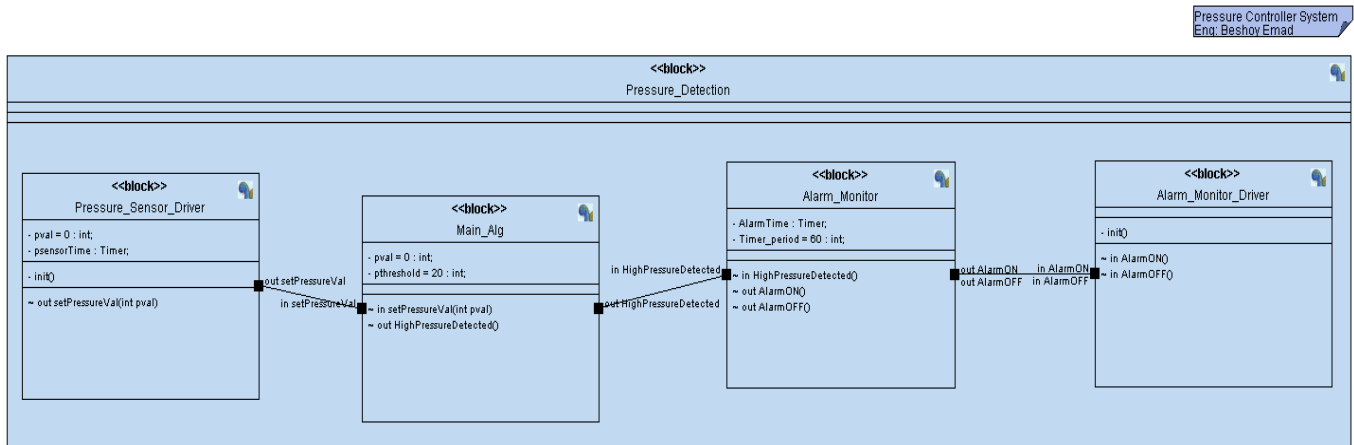 Pressure Controller System
Eng: Beshoy Emad
<<block>>
Pressure_Detection
<<block>>
Pressure_Sensor_Driver
- pval = 0 : int;
- psensorTime : Timer;
- init()
~ out setPressureVal(int pval)
out setPressureVal
in setPressureVal
<<block>>
Main_Alg
- pval = 0 : int;
- pthreshold = 20 : int;
~ in setPressureVal(int pval)
~ out HighPressureDetected()
out HighPressureDetected
in HighPressureDetected
<<block>>
Alarm_Monitor
- AlarmTime : Timer;
- Timer_period = 60 : int;
~ in HighPressureDetected()
~ out AlarmON()
~ out AlarmOFF()
out AlarmON
out AlarmOFF
in AlarmON
in AlarmOFF
<<block>>
Alarm_Monitor_Driver
- init()
~ in AlarmON()
~ in AlarmOFF()